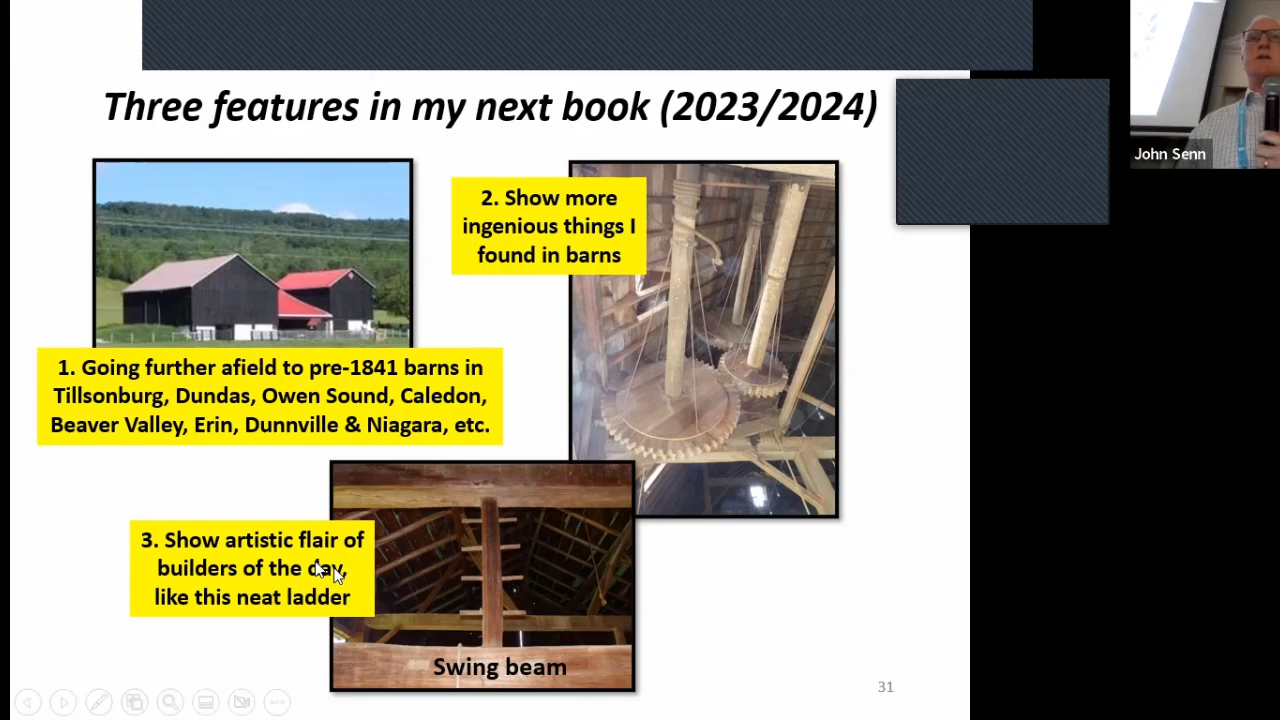 Three features in my next book (2023/2024)
John Senn
2. Show more
ingenious things I
found in barns
1. Going further afield to pre-1841 barns in
Tillsonburg, Dundas, Owen Sound, Caledon,
Beaver Valley, Erin, Dunnville & Niagara, etc.
3. Show artistic flair of
builders of the day,
like this neat ladder
Swing beam
31